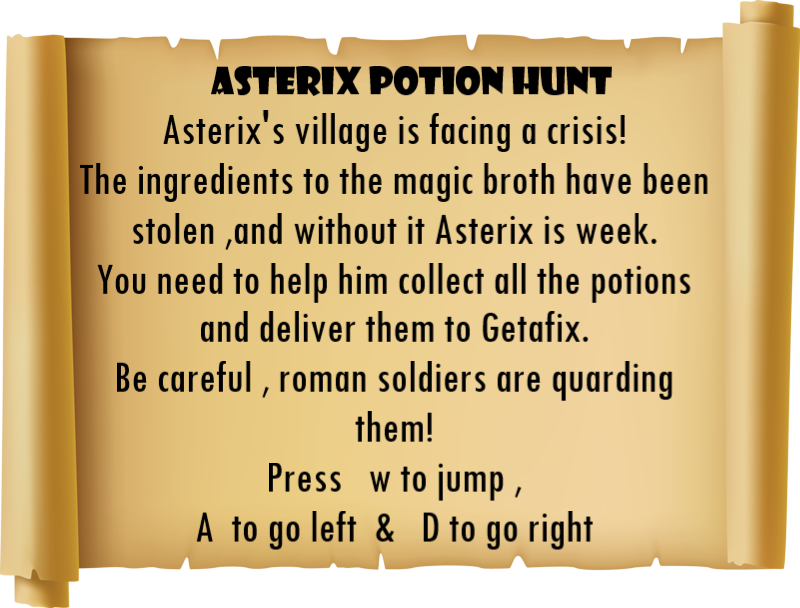 ASTERIX POTION HUNT
Asterix's village is facing a crisis!
The ingredients to the magic broth have been
stolen ,and without it Asterix is week.
You need to help him collect all the potions
and deliver them to Getafix.
Be careful , roman soldiers are quarding
them!
Press w to jump ,
A to go left & D to go right